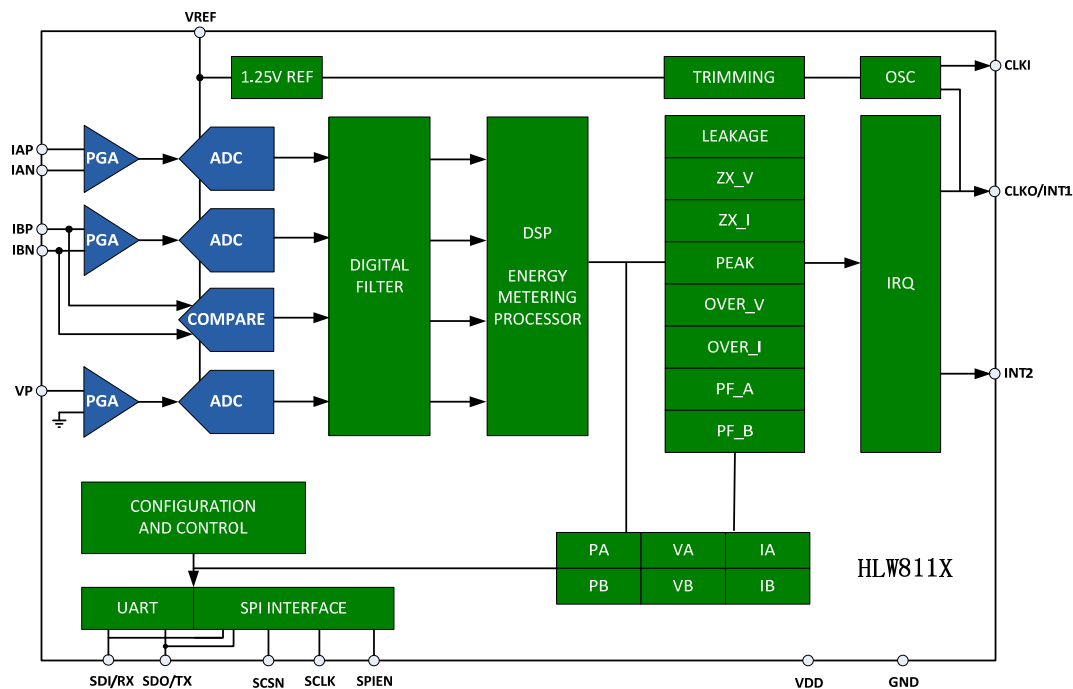 VREF
1.25V REF
TRIMMING
OSC
CLKI
IAP
IAN
PGA
ADC
IBP
IBN
PGA
ADC
COMPARE
VP
PGA
ADC
DIGITAL
FILTER
DSP
ENERGY
METERING
PROCESSOR
LEAKAGE
ZX_V
ZX_I
PEAK
OVER_V
OVER_I
PF_A
PF_B
IRQ
CLKO/INT1
INT2
CONFIGURATION
AND CONTROL
PA VA IA
PB VB IB
HLW811X
UART
SPI INTERFACE
SDI/RX
SDO/TX
SCSN
SCLK
SPIEN
VDD
GND